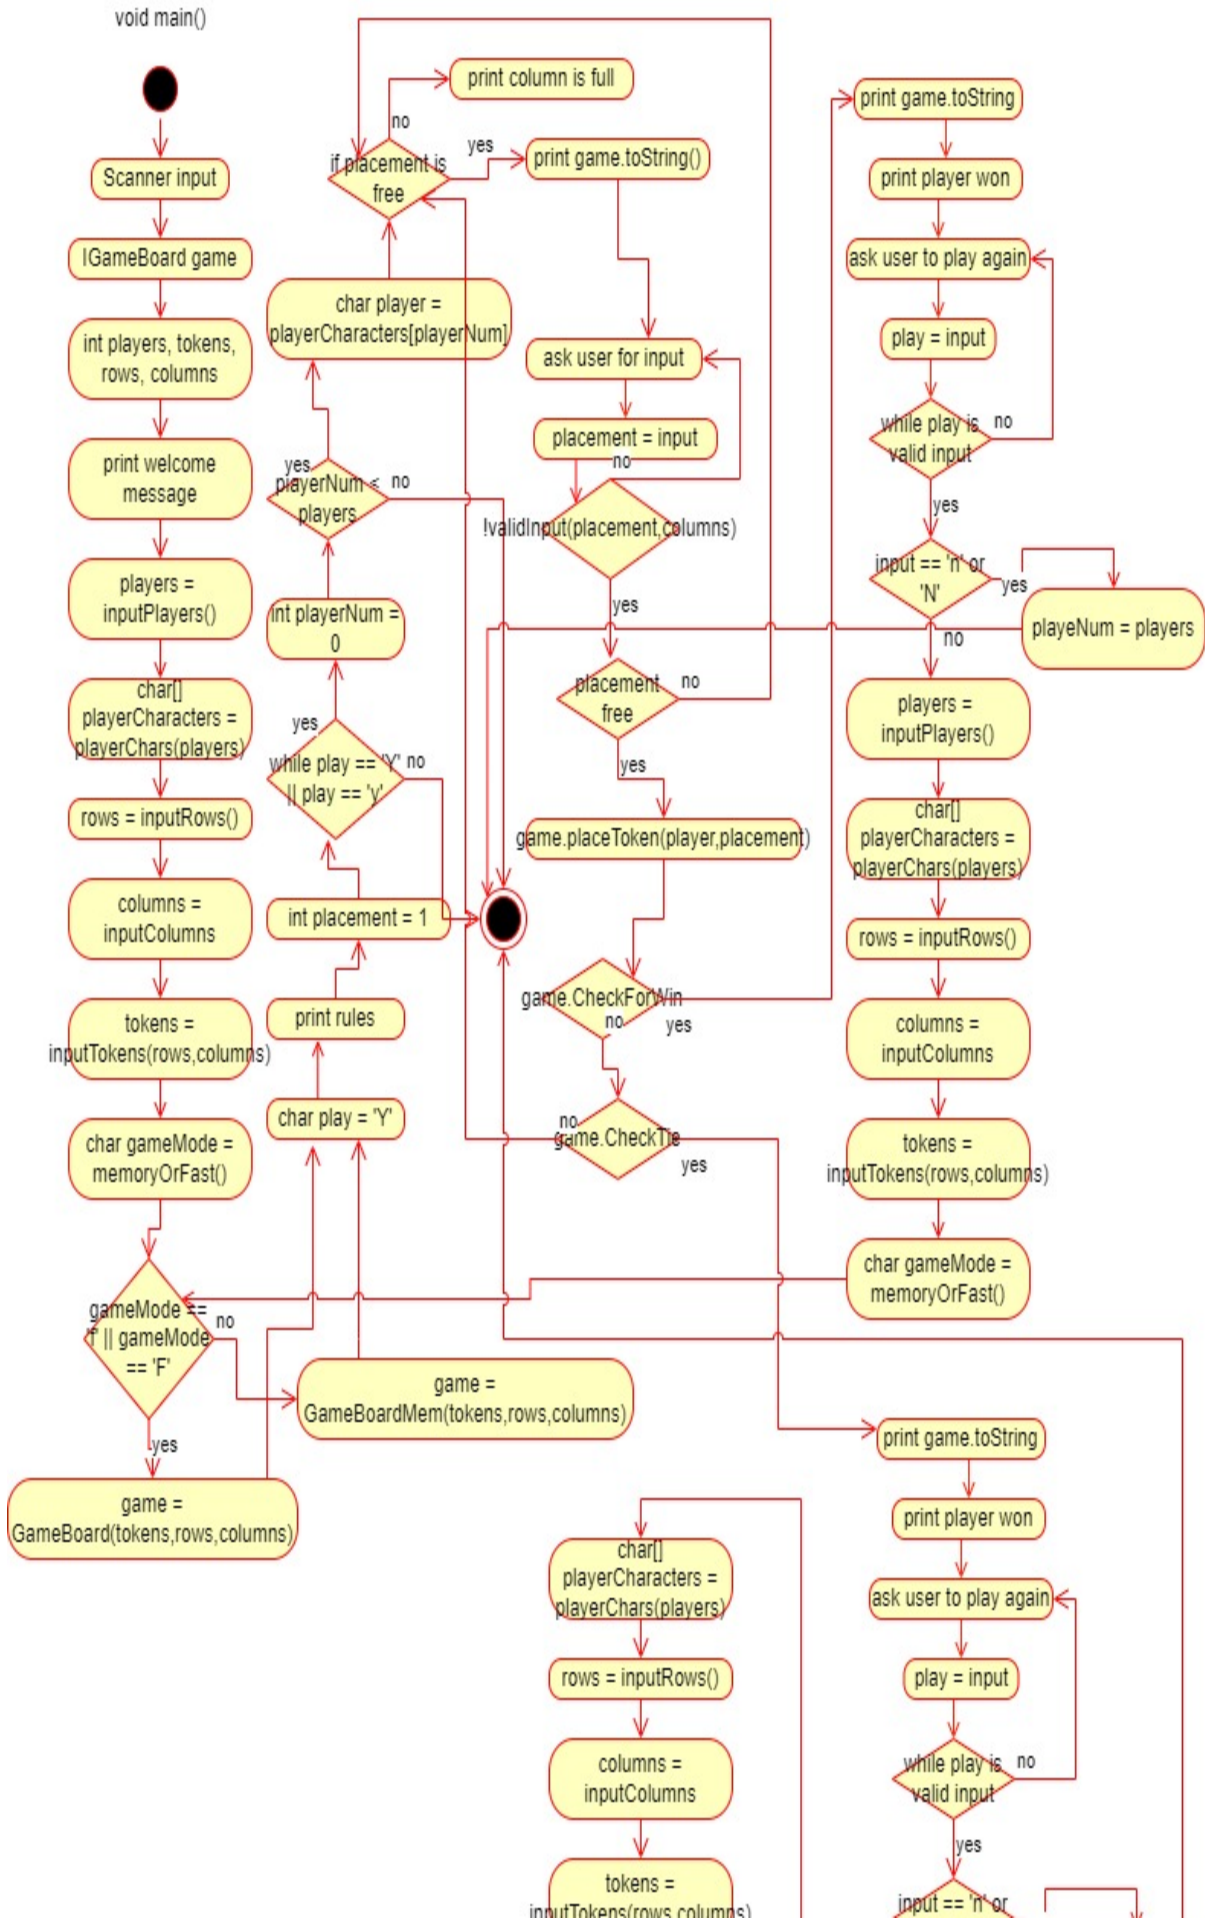 void main()
Scanner input
IGameBoard game
int players, tokens,
rows, columns
print welcome
message
players =
inputPlayers()
char[]
playerCharacters =
playerChars(players)
rows = inputRows()
columns =
inputColumns
tokens =
inputTokens(rows,columns)
char gameMode =
memoryOrFast()
gameMode ==
'f' || gameMode
== 'F'
no
yes
game =
GameBoard(tokens,rows,columns)
game =
GameBoardMem(tokens,rows,columns)
char play = 'Y'
print rules
int placement = 1
while play == 'Y'
|| play == 'y'
no
yes
int playerNum =
0
playerNum <
players
no
yes
char player =
playerCharacters[playerNum]
if placement is
free
no
print column is full
yes
print game.toString()
ask user for input
placement = input
no
!validInput(placement,columns)
yes
placement
free
no
yes
game.placeToken(player,placement)
game.CheckForWin
no
yes
no
game.CheckTie
yes
print game.toString
print player won
ask user to play again
play = input
while play is
valid input
no
yes
input == 'n' or
'N'
yes
playeNum = players
no
players =
inputPlayers()
char[]
playerCharacters =
playerChars(players)
rows = inputRows()
columns =
inputColumns
tokens =
inputTokens(rows,columns)
char gameMode =
memoryOrFast()
print game.toString
print player won
ask user to play again
play = input
while play is
valid input
no
yes
input == 'n' or
char[]
playerCharacters =
playerChars(players)
rows = inputRows()
columns =
inputColumns
tokens =
inputTokens(rows,columns)